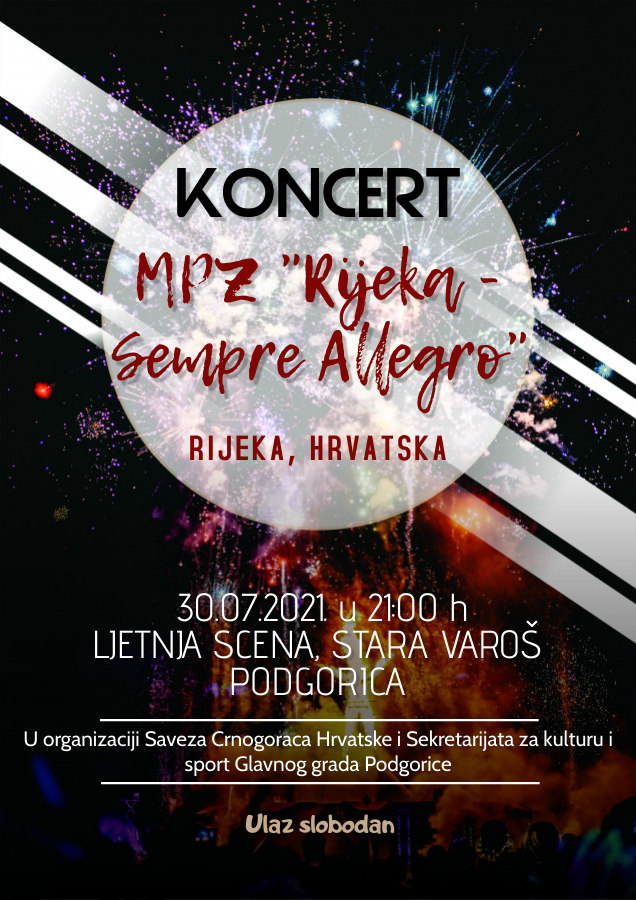 KONCERT
MPZ "Rijeka -
Sempre Allegro"
RIJEKA, HRVATSKA
30.07.2021. u 21:00 h
LJETNJA SCENA, STARA VAROŠ
PODGORICA
U organizaciji Saveza Crnogoraca Hrvatske i Sekretarijata za kulturu i
sport Glavnog grada Podgorice
Ulaz slobodan